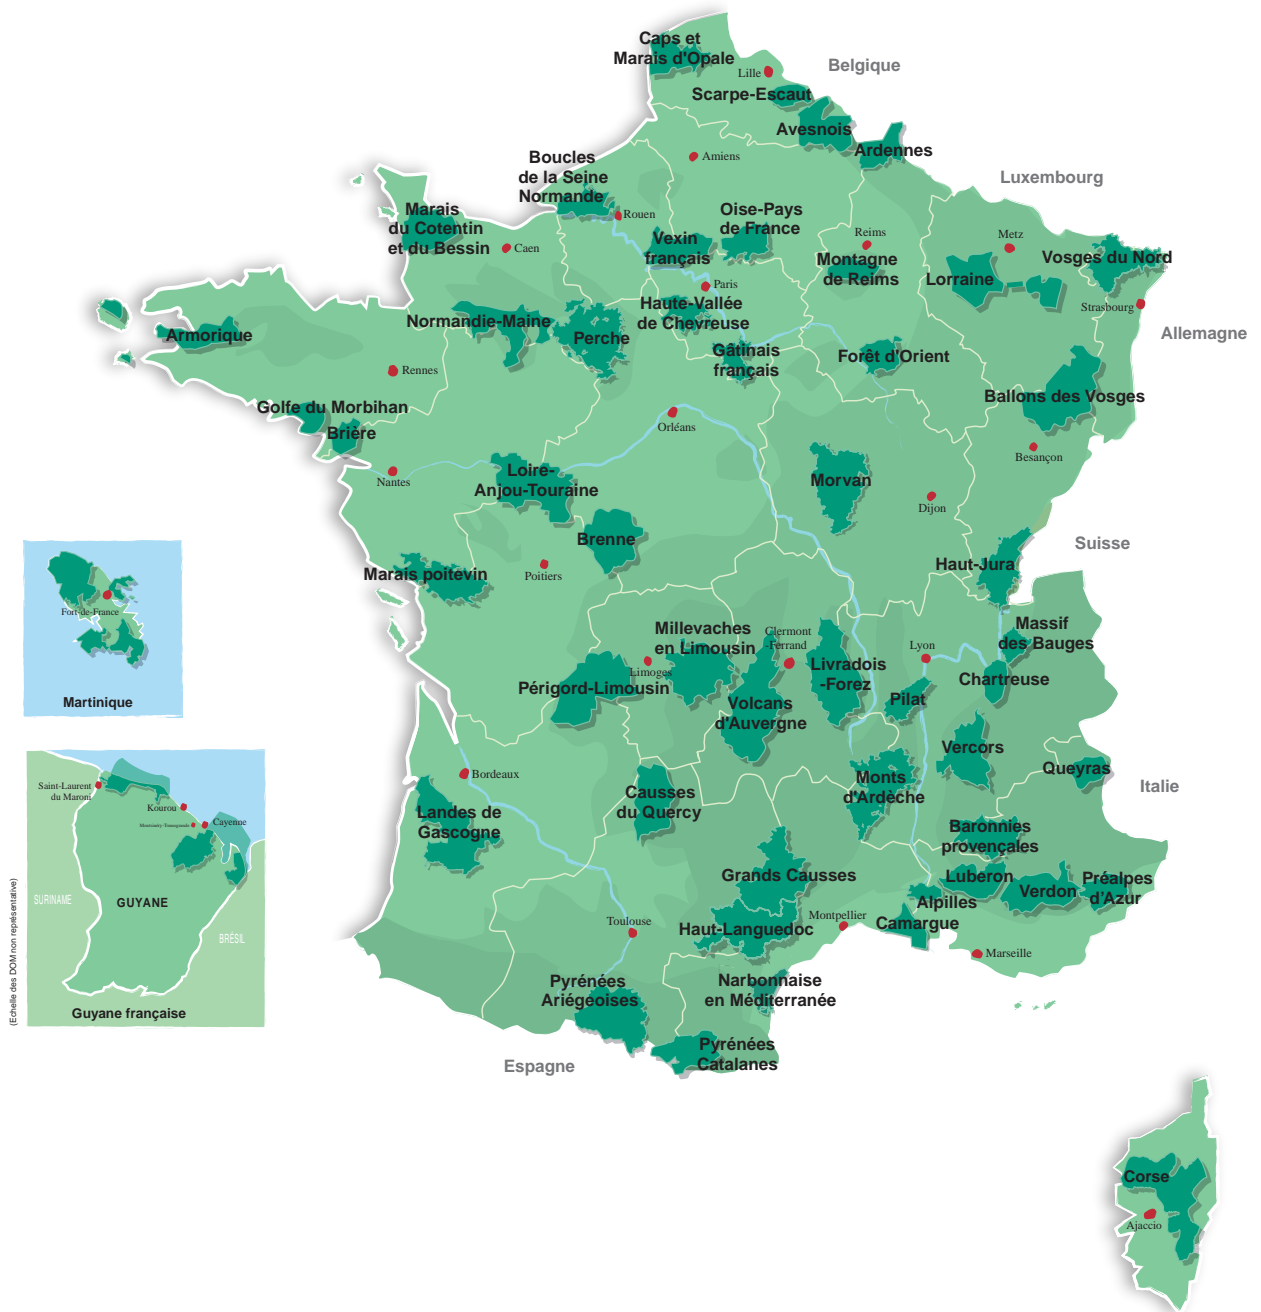 Caps et
Marais d'Opale
Lille
Belgique
Scarpe-Escaut
Avesnois
Ardennes
Amiens
Boucles
de la Seine
Normande
Rouen
Luxembourg
Marais
du Cotentin
et du Bessin
Caen
Oise-Pays
de France
Vexin
français
Reims
Montagne
de Reims
Metz
Lorraine
Vosges du Nord
Strasbourg
Allemagne
Paris
Haute-Vallée
de Chevreuse
Normandie-Maine
Perche
Armorique
Gâtinais
français
Forêt d'Orient
Rennes
Ballons des Vosges
Golfe du Morbihan
Brière
Orléans
Besançon
Nantes
Loire-
Anjou-Touraine
Morvan
Dijon
Brenne
Suisse
Haut-Jura
Marais poitevin
Poitiers
Fort-de-France
Martinique
Millevaches
en Limousin
Clermont
-Ferrand
Limoges
Livradois
-Forez
Lyon
Massif
des Bauges
Chartreuse
Périgord-Limousin
Volcans
d'Auvergne
Pilat
Vercors
Queyras
Italie
Bordeaux
Monts
d'Ardèche
Causses
du Quercy
Landes de
Gascogne
Baronnies
provençales
Saint-Laurent
du Maroni
Kourou
Montsinéry-Tonnegrande
Cayenne
SURINAME
GUYANE
BRÉSIL
Guyane française
(Echelle des DOM non représentative)
Grands Causses
Luberon
Verdon
Préalpes
d'Azur
Alpilles
Camargue
Toulouse
Haut-Languedoc
Montpellier
Marseille
Pyrénées
Ariégeoises
Narbonnaise
en Méditerranée
Pyrénées
Catalanes
Espagne
Corse
Ajaccio